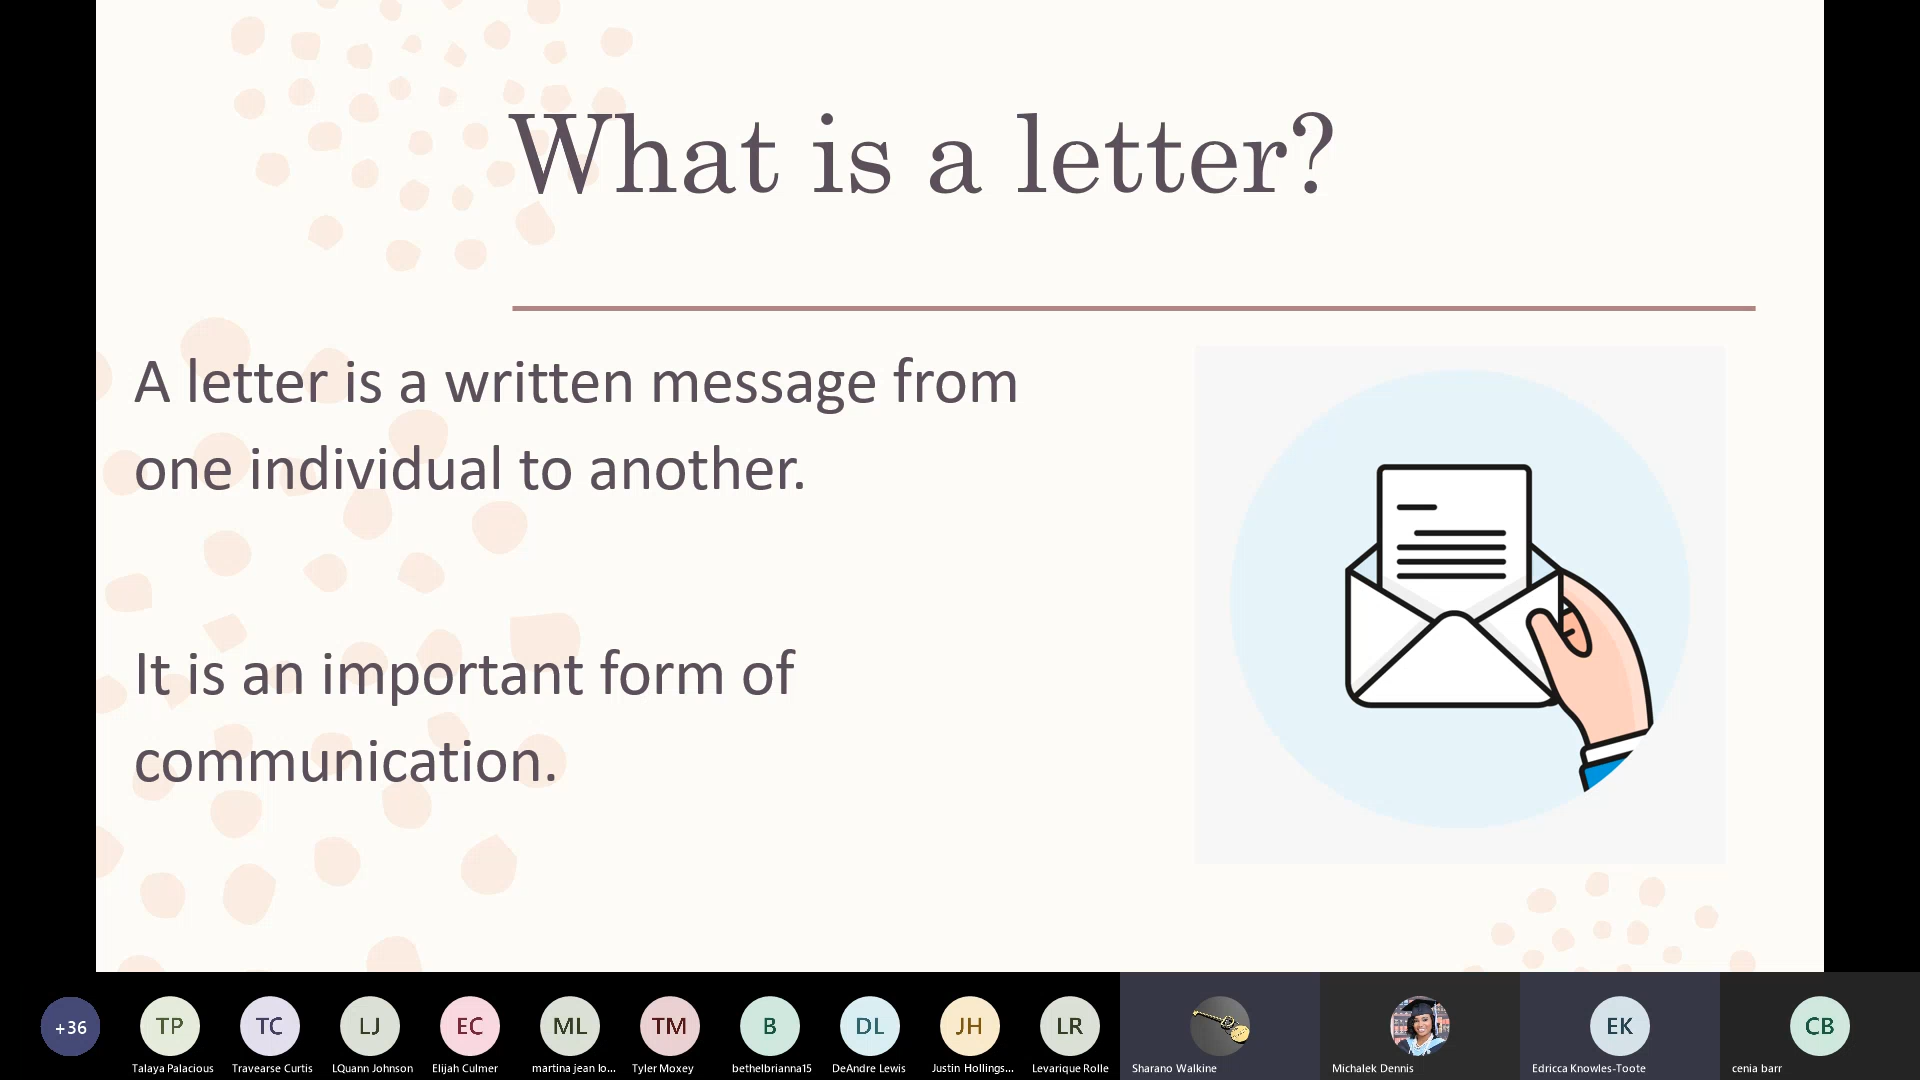 What is a letter?
A letter is a written message from
one individual to another.
It is an important form of
communication.
+36
TP
TC
LJ
EC
ML
TM
B
DL
JH
LR
EK
CB
Talaya Palacious
Travearse Curtis
LQuann Johnson
Elijah Culmer
martina jean lo...
Tyler Moxey
bethelbrianna15
DeAndre Lewis
Justin Hollings...
Levarique Rolle
Sharano Walkine
Michalek Dennis
Edricca Knowles-Toote
cenia barr